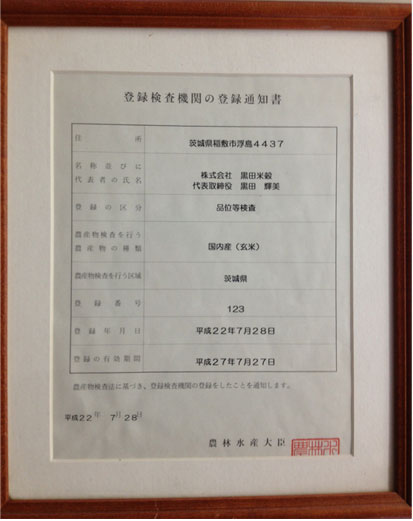 登録検査機関の登録通知書
住所 茨城県稲敷市浮島4437
名称並びに
代表者の氏名
株式会社 黒田米穀
代表取締役 黒田 輝美
登録の区分 品位等検査
農産物検査を行う
農産物の種類
国内産(玄米)
農産物検査を行う区域 茨城県
登録番号 123
登録年月日 平成22年7月28日
登録の有効期間 平成27年7月27日
農産物検査法に基づき、登録検査機関の登録をしたことを通知します。
平成22年 7月28日
農林水産大臣